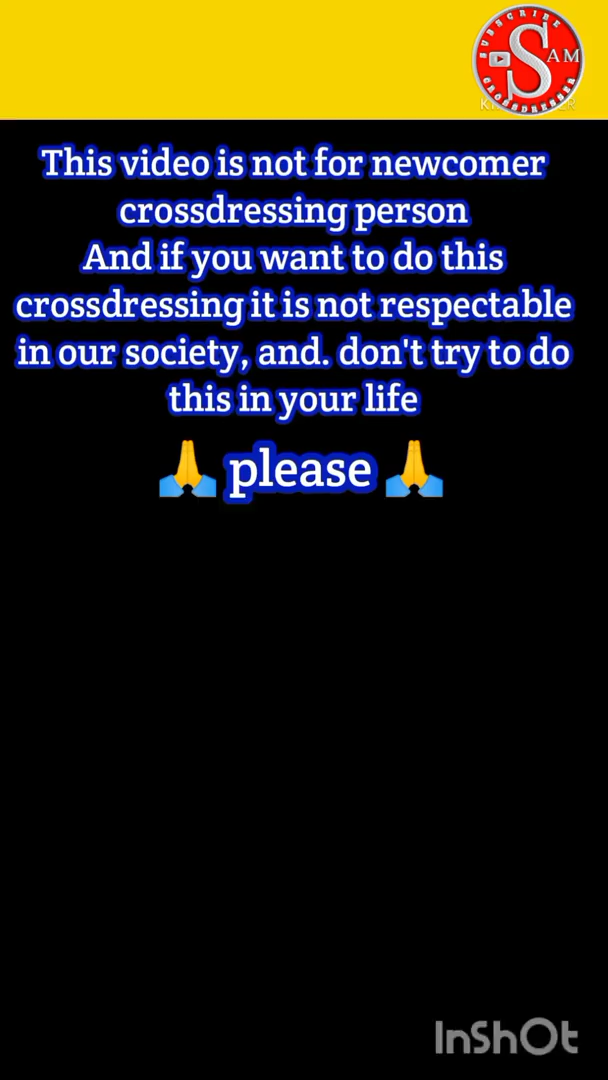 SUBSCRIBE
SAM
CROSSDRESSER
This video is not for newcomer
crossdressing person
And if you want to do this
crossdressing it is not respectable
in our society, and. don't try to do
this in your life
🙏 please 🙏
InShOt